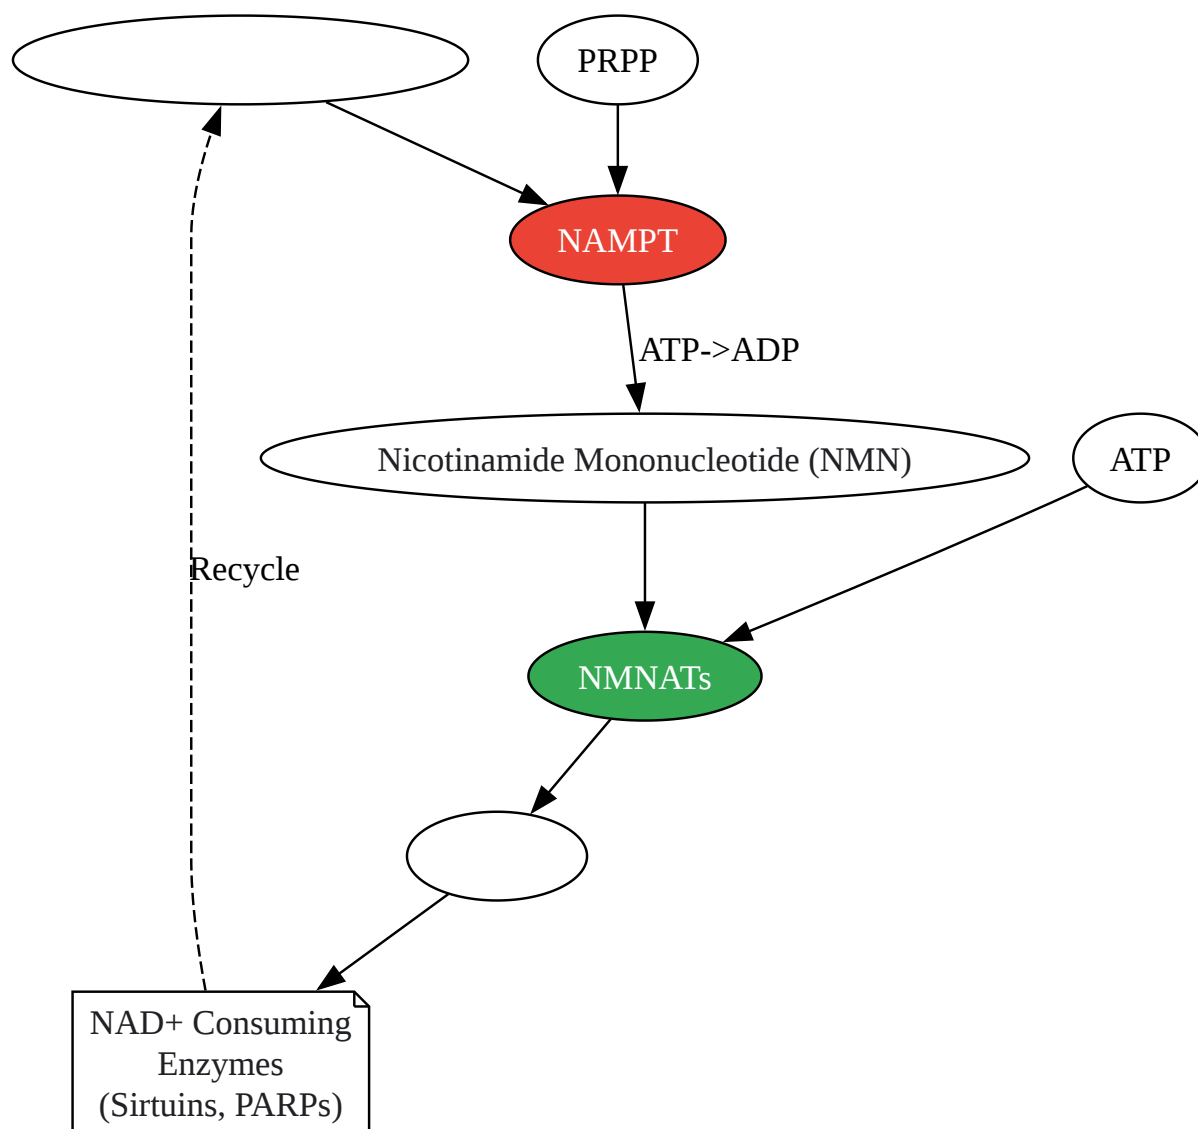 PRPP
NAMPT
ATP->ADP
Nicotinamide Mononucleotide (NMN)
ATP
Recycle
NMNATs
NAD+ Consuming
Enzymes
(Sirtuins, PARPs)